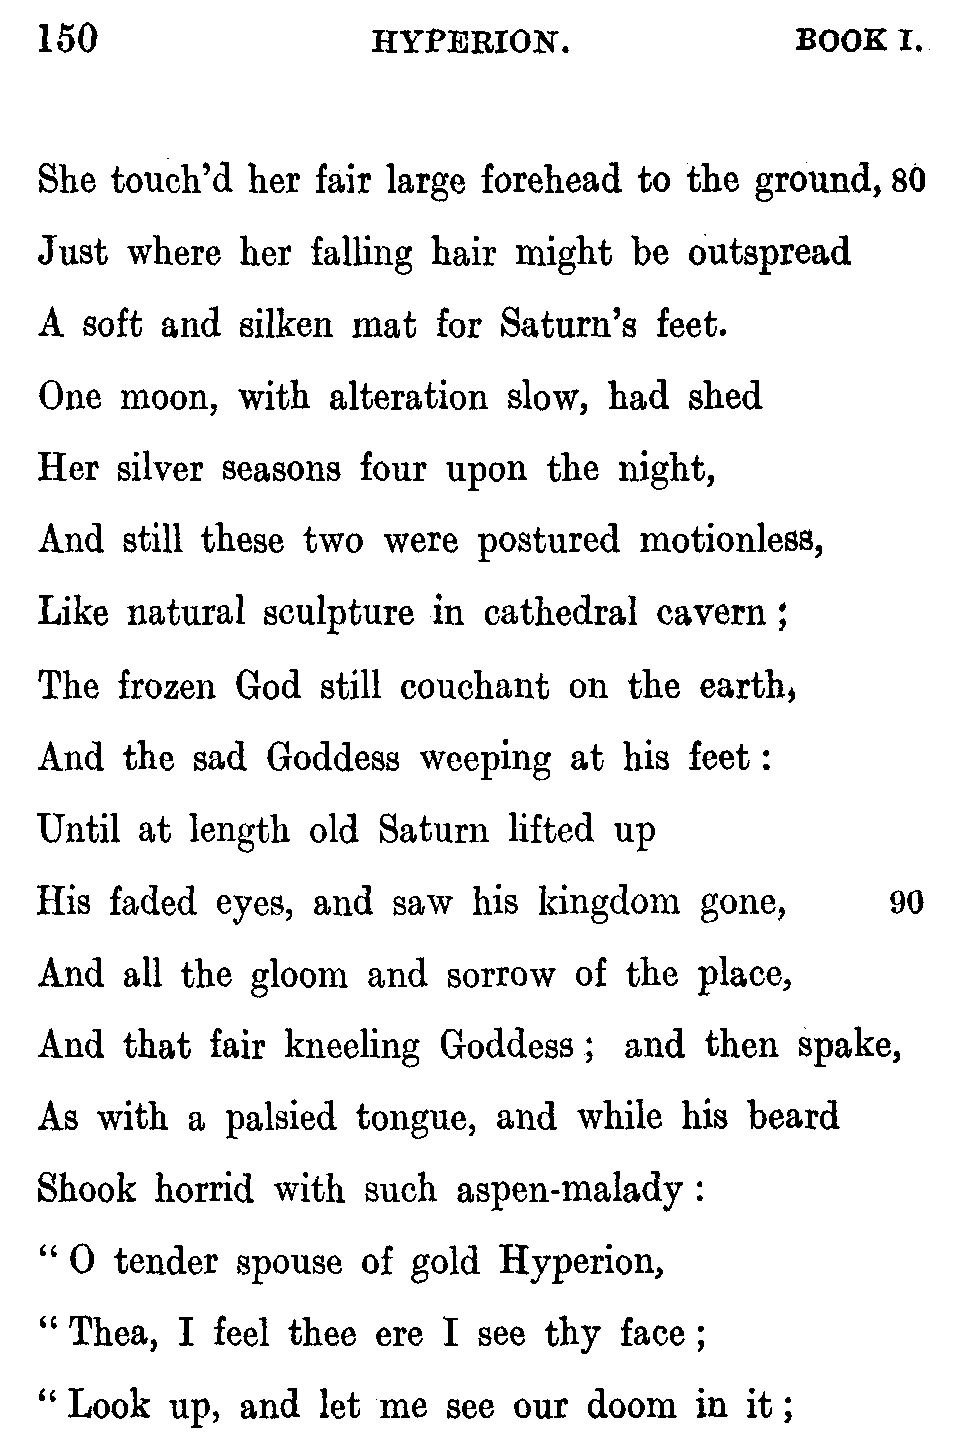 150 HYPERION. BOOK I.
She touch'd her fair large forehead to the ground, 80
Just where her falling hair might be outspread
A soft and silken mat for Saturn's feet.
One moon, with alteration slow, had shed
Her silver seasons four upon the night,
And still these two were postured motionless,
Like natural sculpture in cathedral cavern ;
The frozen God still couchant on the earth,
And the sad Goddess weeping at his feet :
Until at length old Saturn lifted up
His faded eyes, and saw his kingdom gone, 90
And all the gloom and sorrow of the place,
And that fair kneeling Goddess ; and then spake,
As with a palsied tongue, and while his beard
Shook horrid with such aspen-malady :
“ O tender spouse of gold Hyperion,
“ Thea, I feel thee ere I see thy face ;
“ Look up, and let me see our doom in it ;